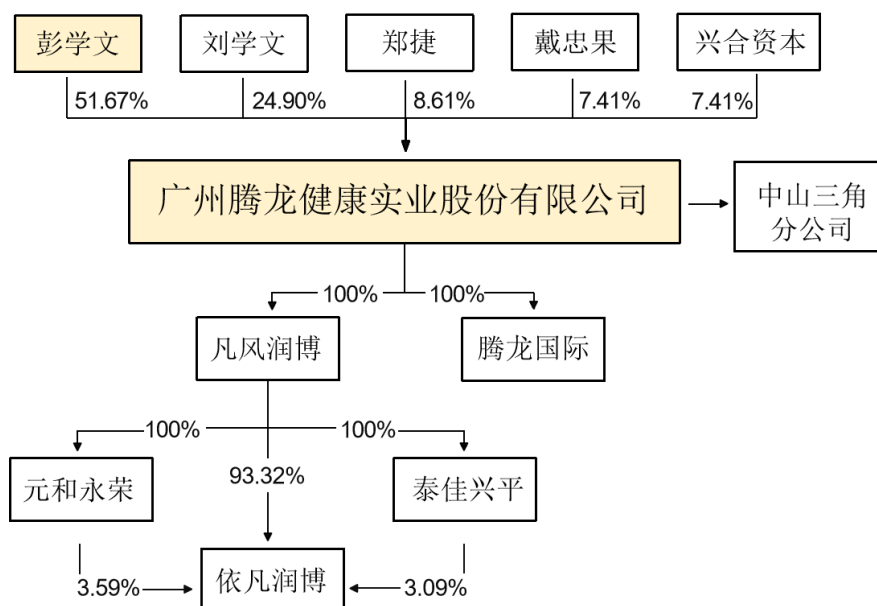 彭学文
刘学文
郑捷
戴忠果
兴合资本
51.67%
24.90%
8.61%
7.41%
7.41%
广州腾龙健康实业股份有限公司
中山三角
分公司
100%
100%
凡风润博
腾龙国际
100%
100%
93.32%
元和永荣
泰佳兴平
3.59%
依凡润博
3.09%